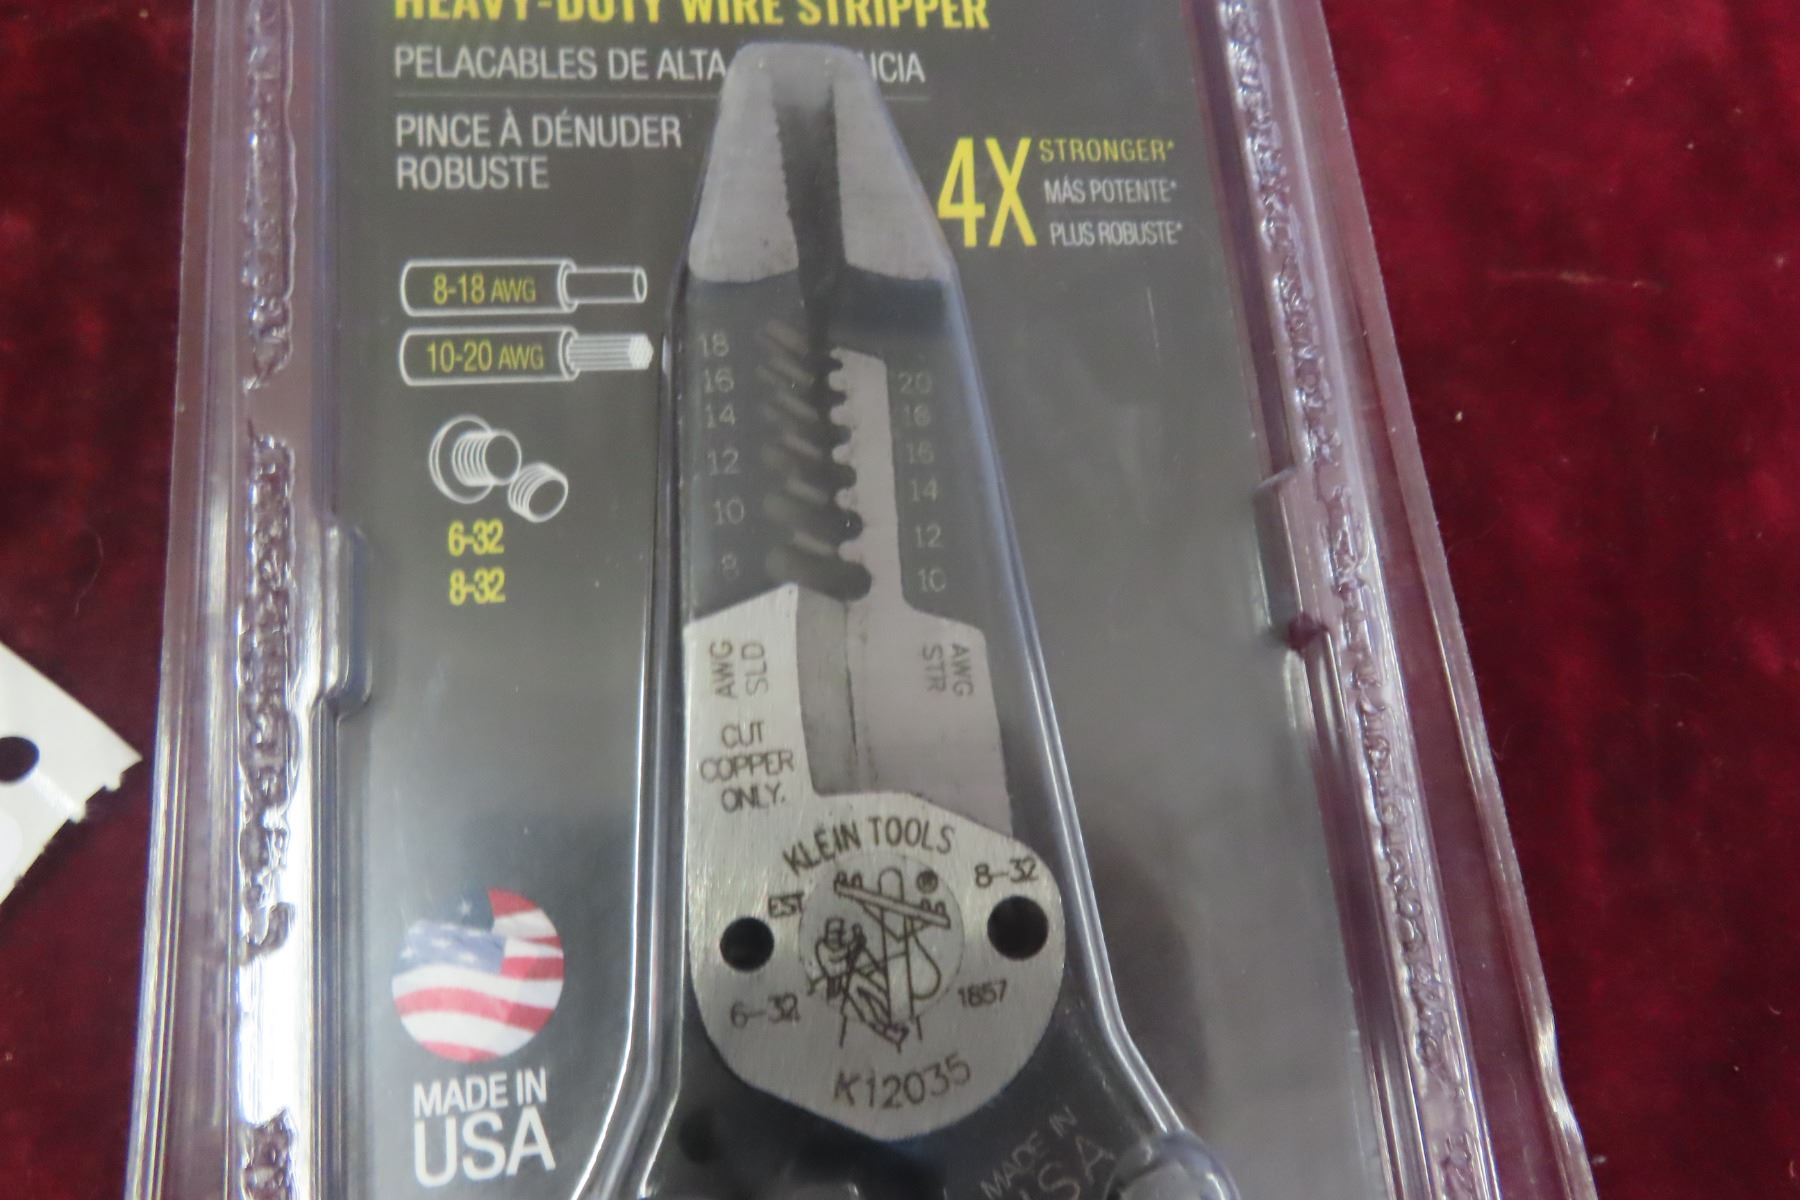 HEAVY-DUTY WIRE STRIPPER
PELACABLES DE ALTA
PINCE À DÉNUDER
ROBUSTE
4X
STRONGER*
MÁS POTENTE*
PLUS ROBUSTE*
8-18 AWG
10-20 AWG
6-32
8-32
18
16
14
12
10
8
20
18
16
14
12
10
AWG
SLD
AWG
STR
CUT
COPPER
ONLY.
KLEIN TOOLS
®
EST.
1857
8-32
6-32
K12035
MADE IN
USA
MADE IN
USA